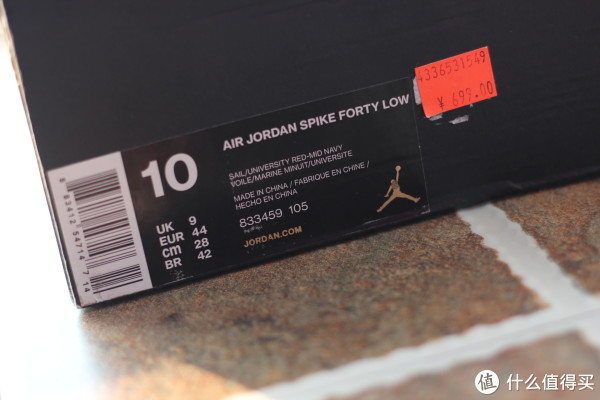 4336531549
￥ 699.00
AIR JORDAN SPIKE FORTY LOW
10
SAIL/UNIVERSITY RED-MID NAVY
VOILE/MARINE MINUIT/UNIVERSITE
MADE IN CHINA / FABRIQUE EN CHINE /
HECHO EN CHINA
833459 105
JORDAN.COM
UK 9
EUR 44
CM 28
BR 42
值 什么值得买